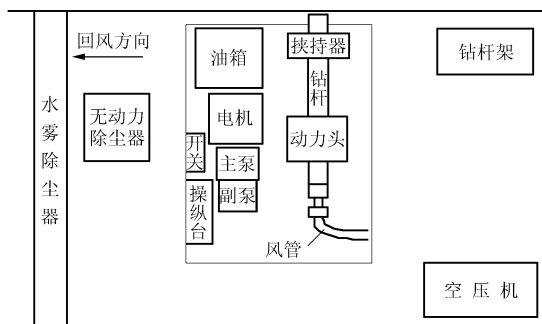 回风方向
油箱
挟持器
钻杆架
钻杆
水雾除尘器
无动力
除尘器
电机
动力头
开关
主泵
操纵台
副泵
风管
空压机